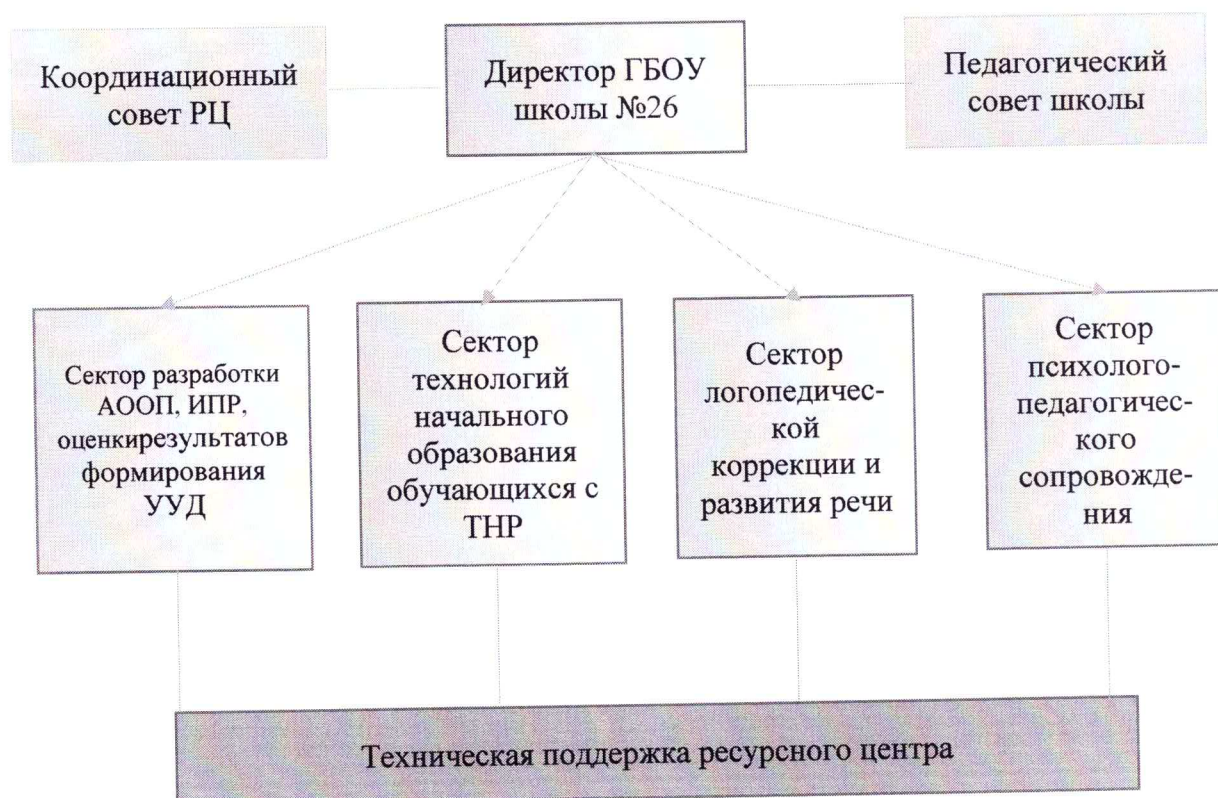 Координационный
совет РЦ
Директор ГБОУ
школы №26
Педагогический
совет школы
Сектор разработки
АООП, ИПР,
оценкирезультатов
формирования
УУД
Сектор
технологий
начального
образования
обучающихся с
ТНР
Сектор
логопедичес-
кой
коррекции и
развития речи
Сектор
психолого-
педагогичес-
кого
сопровожде-
ния
Техническая поддержка ресурсного центра